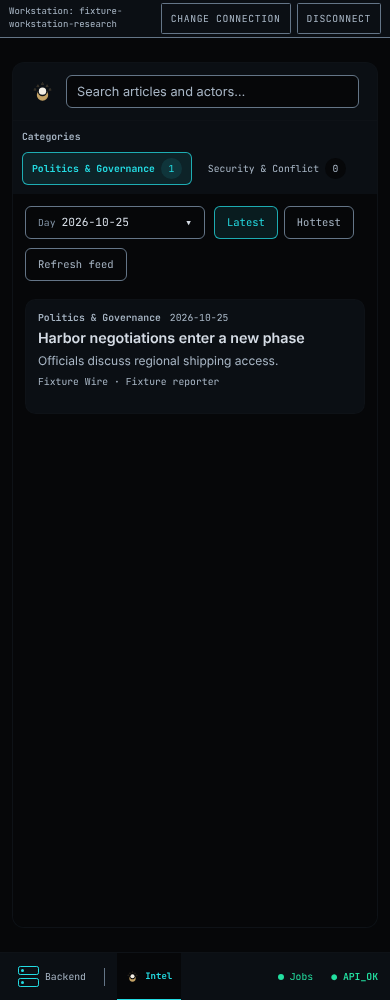 Workstation: fixture-
workstation-research
CHANGE CONNECTION
DISCONNECT
Search articles and actors...
Categories
Politics & Governance 1
Security & Conflict 0
Day 2026-10-25
Latest
Hottest
Refresh feed
Politics & Governance 2026-10-25
Harbor negotiations enter a new phase
Officials discuss regional shipping access.
Fixture Wire · Fixture reporter
Backend
Intel
Jobs
API_OK